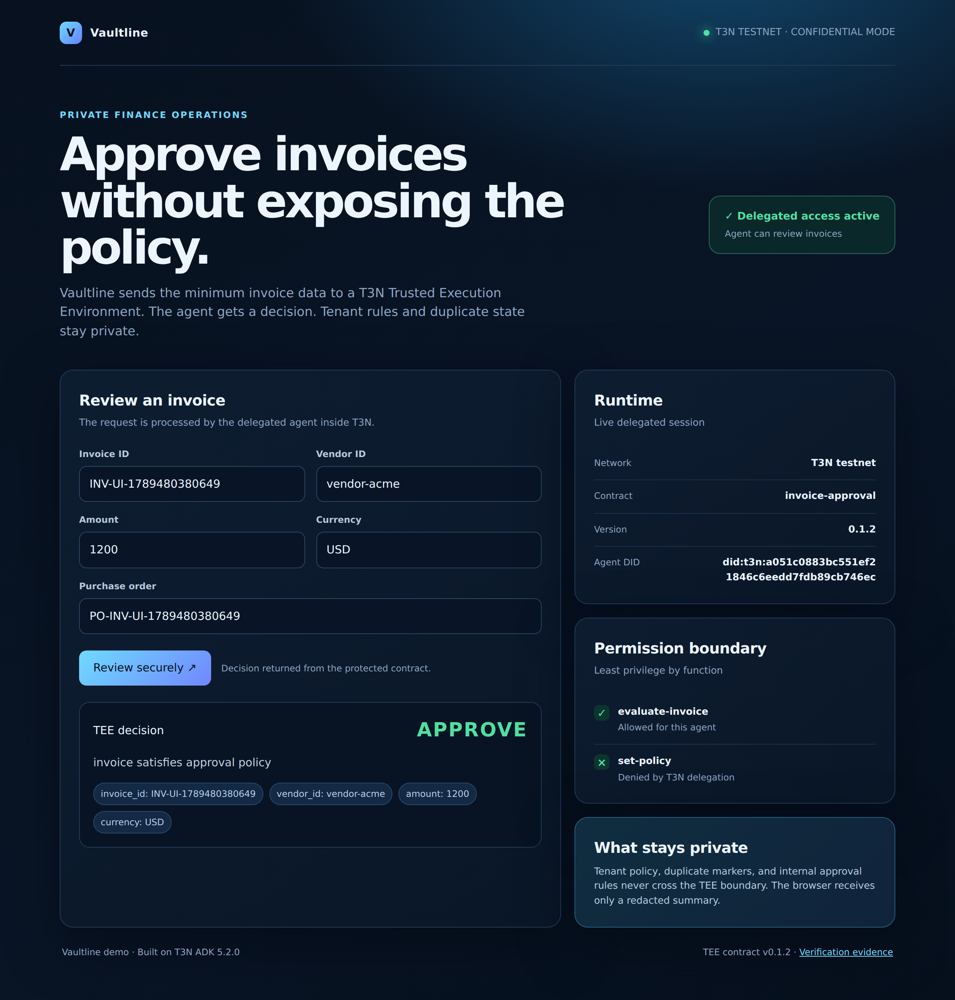 V Vaultline
T3N TESTNET · CONFIDENTIAL MODE
PRIVATE FINANCE OPERATIONS
Approve invoices
without exposing the
policy.
✓ Delegated access active
Agent can review invoices
Vaultline sends the minimum invoice data to a T3N Trusted Execution
Environment. The agent gets a decision. Tenant rules and duplicate state
stay private.
Review an invoice
The request is processed by the delegated agent inside T3N.
Invoice ID
Vendor ID
INV-UI-1789480380649
vendor-acme
Amount
Currency
1200
USD
Purchase order
PO-INV-UI-1789480380649
Review securely ↗
Decision returned from the protected contract.
TEE decision
APPROVE
invoice satisfies approval policy
invoice_id: INV-UI-1789480380649
vendor_id: vendor-acme
amount: 1200
currency: USD
Runtime
Live delegated session
Network
T3N testnet
Contract
invoice-approval
Version
0.1.2
Agent DID
did:t3n:a051c0883bc551ef2
1846c6eedd7fdb89cb746ec
Permission boundary
Least privilege by function
✓ evaluate-invoice
Allowed for this agent
× set-policy
Denied by T3N delegation
What stays private
Tenant policy, duplicate markers, and internal approval
rules never cross the TEE boundary. The browser receives
only a redacted summary.
Vaultline demo · Built on T3N ADK 5.2.0
TEE contract v0.1.2 · Verification evidence